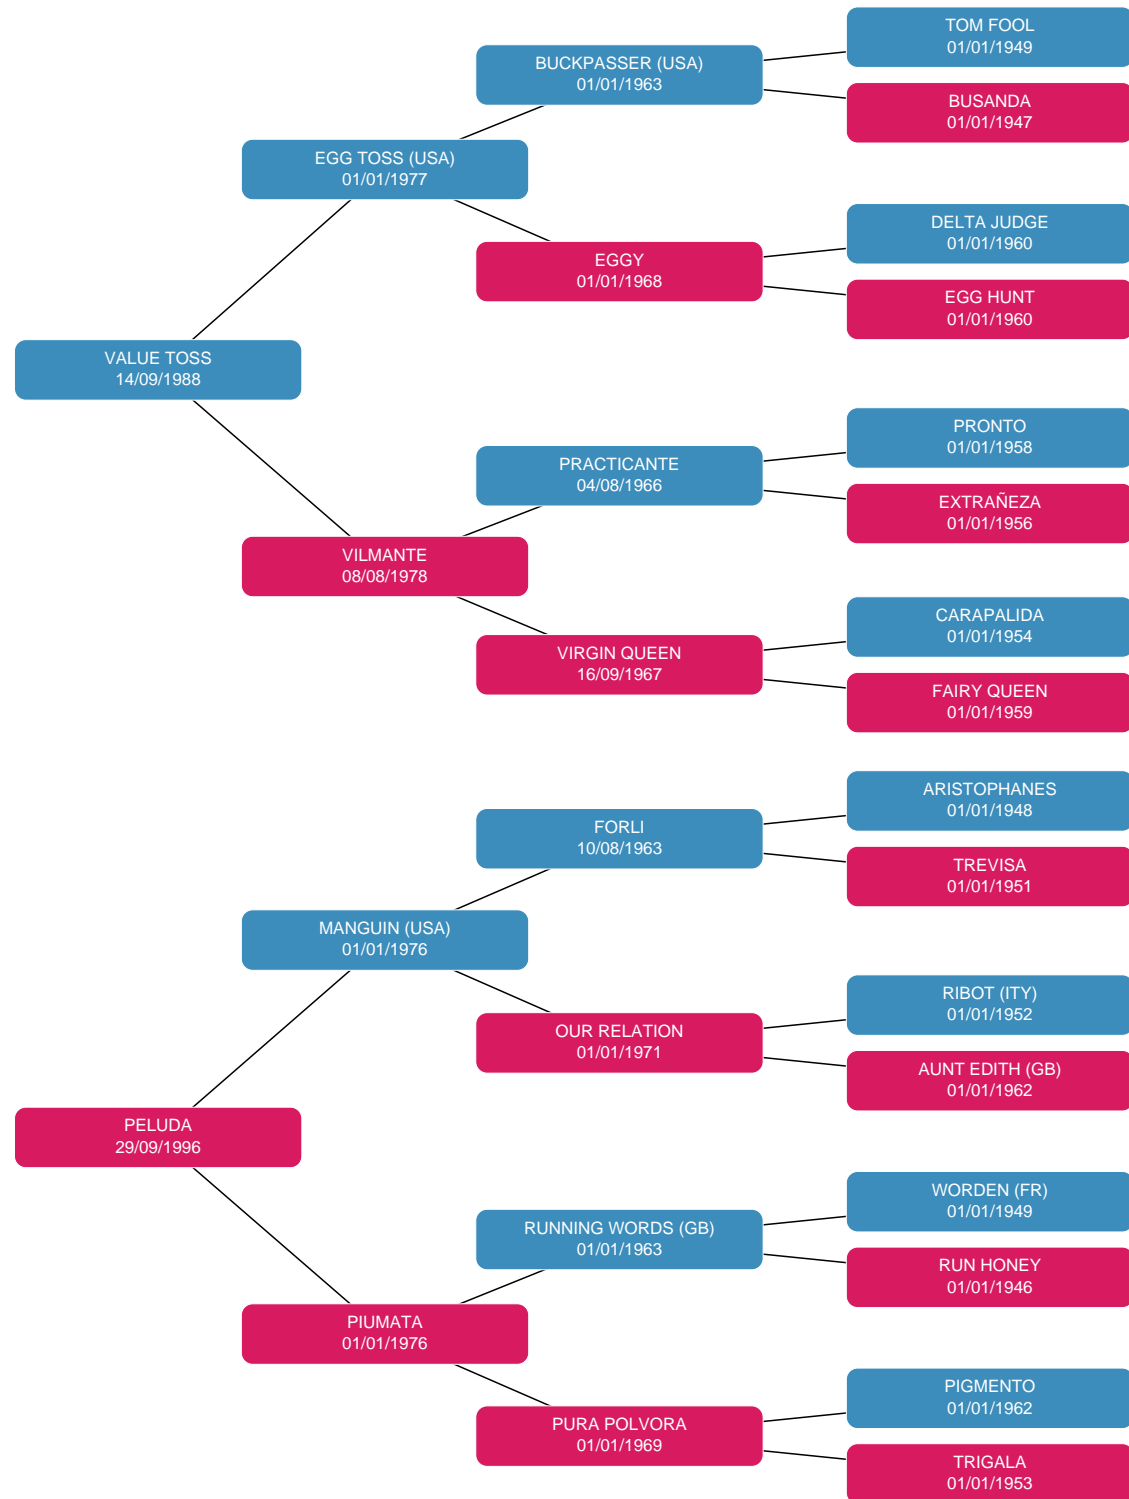 TOM FOOL
01/01/1949
BUCKPASSER (USA)
01/01/1963
BUSANDA
01/01/1947
EGG TOSS (USA)
01/01/1977
DELTA JUDGE
01/01/1960
EGGY
01/01/1968
EGG HUNT
01/01/1960
VALUE TOSS
14/09/1988
PRONTO
01/01/1958
PRACTICANTE
04/08/1966
EXTRAÑEZA
01/01/1956
VILMANTE
08/08/1978
CARAPALIDA
01/01/1954
VIRGIN QUEEN
16/09/1967
FAIRY QUEEN
01/01/1959
ARISTOPHANES
01/01/1948
FORLI
10/08/1963
TREVISA
01/01/1951
MANGUIN (USA)
01/01/1976
RIBOT (ITY)
01/01/1952
OUR RELATION
01/01/1971
AUNT EDITH (GB)
01/01/1962
PELUDA
29/09/1996
WORDEN (FR)
01/01/1949
RUNNING WORDS (GB)
01/01/1963
RUN HONEY
01/01/1946
PIUMATA
01/01/1976
PIGMENTO
01/01/1962
PURA POLVORA
01/01/1969
TRIGALA
01/01/1953